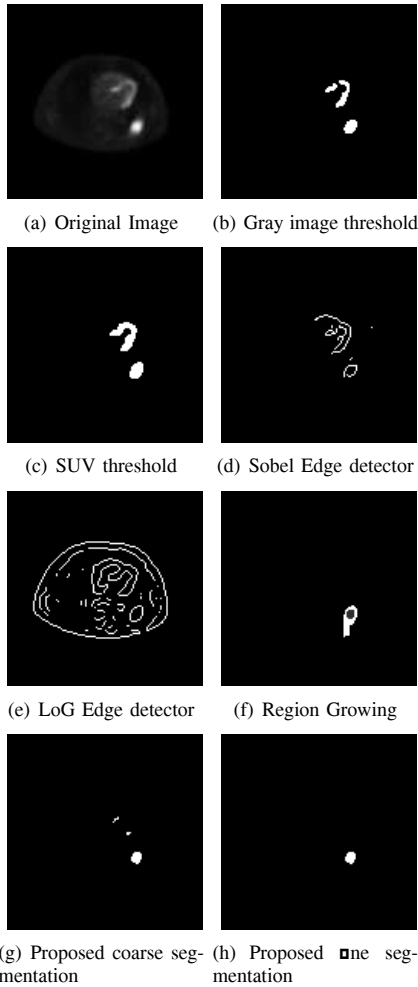 (a) Original Image
(b) Gray image threshold
(c) SUV threshold
(d) Sobel Edge detector
(e) LoG Edge detector
(f) Region Growing
(g) Proposed coarse seg-
mentation
(h) Proposed seg-
mentation